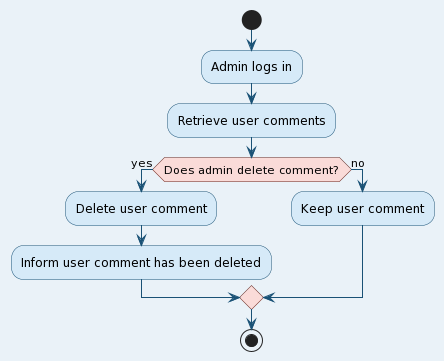 Admin logs in
Retrieve user comments
yes
Does admin delete comment?
no
Delete user comment
Keep user comment
Inform user comment has been deleted